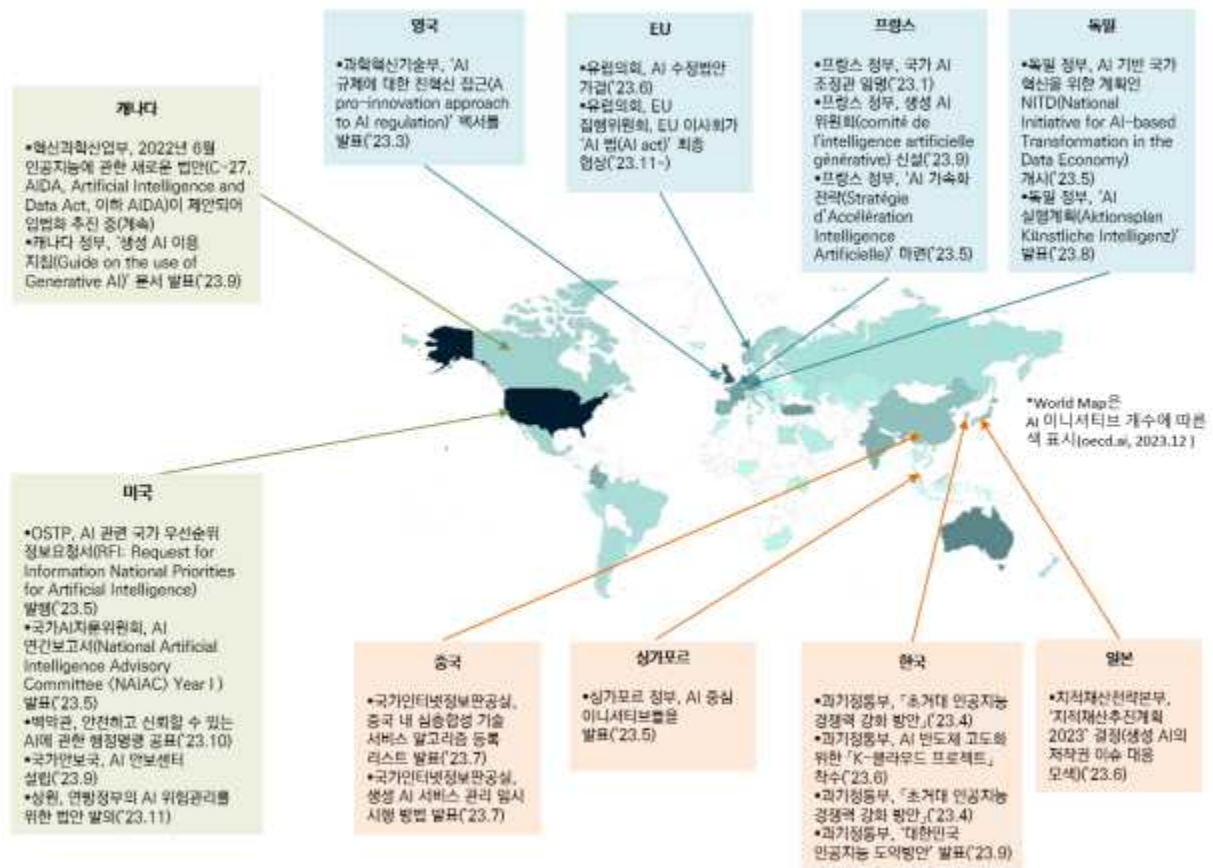 영국
•과학혁신기술부, 'AI
규제에 대한 친혁신 접근(A
pro-innovation approach
to AI regulation)' 백서를
발표('23.3)
EU
•유럽의회, AI 수정법안
가결('23.6)
•유럽의회, EU
집행위원회, EU 이사회가
'AI 법(AI act)' 최종
협상('23.11~)
프랑스
•프랑스 정부, 국가 AI
조정관 임명('23.1)
•프랑스 정부, 생성 AI
위원회(comité de
l'intelligence artificielle
générative) 신설('23.9)
•프랑스 정부, 'AI 가속화
전략(Stratégie
d'Accélération
Intelligence
Artificielle)' 마련('23.5)
독일
•독일 정부, AI 기반 국가
혁신을 위한 계획인
NITD(National
Initiative for AI-based
Transformation in the
Data Economy)
개시('23.5)
•독일 정부, 'AI
실행계획(Aktionsplan
Künstliche Intelligenz)'
발표('23.8)
캐나다
•혁신과학산업부, 2022년 6월
인공지능에 관한 새로운 법안(C-27,
AIDA, Artificial Intelligence and
Data Act, 이하 AIDA)이 제안되어
입법화 추진 중(계속)
•캐나다 정부, '생성 AI 이용
지침(Guide on the use of
Generative AI)' 문서 발표('23.9)
*World Map은
AI 이니셔티브 개수에 따른
색 표시(oecd.ai, 2023.12 )
미국
•OSTP, AI 관련 국가 우선순위
정보요청서(RFI: Request for
Information National Priorities
for Artificial Intelligence)
발행('23.5)
•국가AI자문위원회, AI
연간보고서(National Artificial
Intelligence Advisory
Committee (NAIAC) Year I )
발표('23.5)
•백악관, 안전하고 신뢰할 수 있는
AI에 관한 행정명령 공표('23.10)
•국가안보국, AI 안보센터
설립('23.9)
•상원, 연방정부의 AI 위험관리를
위한 법안 발의('23.11)
중국
•국가인터넷정보판공실,
중국 내 심층합성 기술
서비스 알고리즘 등록
리스트 발표('23.7)
•국가인터넷정보판공실,
생성 AI 서비스 관리 임시
시행 방법 발표('23.7)
싱가포르
•싱가포르 정부, AI 중심
이니셔티브들을
발표('23.5)
한국
•과기정통부, 「초거대 인공지능
경쟁력 강화 방안」('23.4)
•과기정통부, AI 반도체 고도화
위한 「K-클라우드 프로젝트」
착수('23.6)
•과기정통부, 「초거대 인공지능
경쟁력 강화 방안」('23.4)
•과기정통부, '대한민국
인공지능 도약방안' 발표('23.9)
일본
•지적재산전략본부,
'지적재산추진계획
2023' 결정(생성 AI의
저작권 이슈 대응
모색)('23.6)